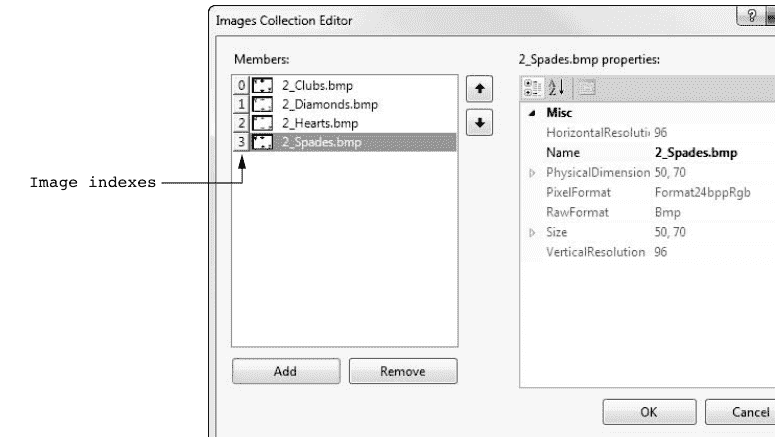 Images Collection Editor
Members:
0 2_Clubs.bmp
1 2_Diamonds.bmp
2 2_Hearts.bmp
3 2_Spades.bmp
Image indexes
Add Remove
2_Spades.bmp properties:
Misc
HorizontalResoluti 96
Name 2_Spades.bmp
PhysicalDimension 50, 70
PixelFormat Format24bppRgb
RawFormat Bmp
Size 50, 70
VerticalResolution 96
OK Cancel